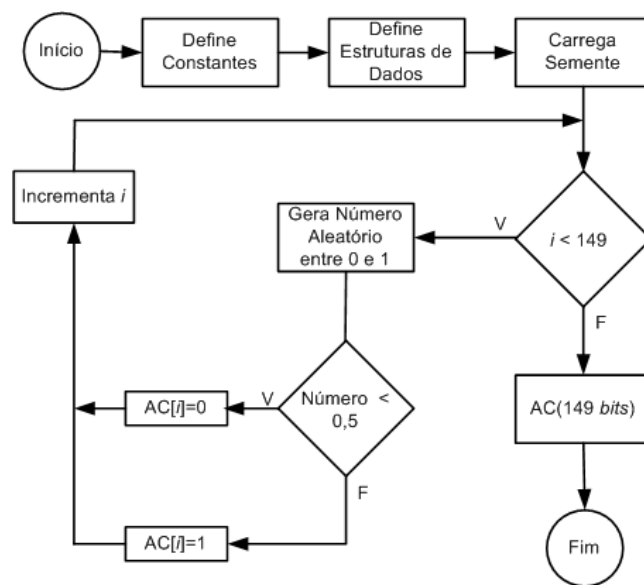 Início
Define
Constantes
Define
Estruturas de
Dados
Carrega
Semente
Incrementa i
Gera Número
Aleatório
entre 0 e 1
V
i < 149
F
AC[i]=0
V
Número <
0,5
AC(149 bits)
F
AC[i]=1
Fim